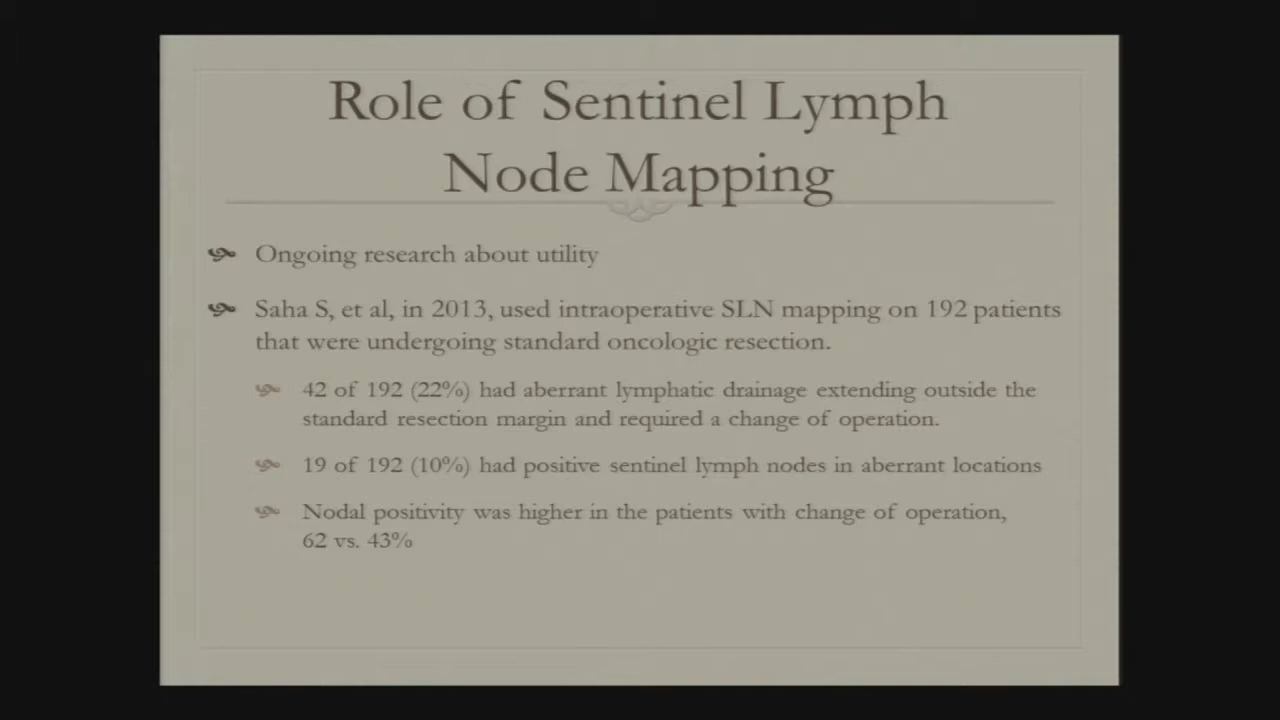 Role of Sentinel Lymph
Node Mapping
Ongoing research about utility
Saha S, et al, in 2013, used intraoperative SLN mapping on 192 patients
that were undergoing standard oncologic resection.
42 of 192 (22%) had aberrant lymphatic drainage extending outside the
standard resection margin and required a change of operation.
19 of 192 (10%) had positive sentinel lymph nodes in aberrant locations
Nodal positivity was higher in the patients with change of operation,
62 vs. 43%